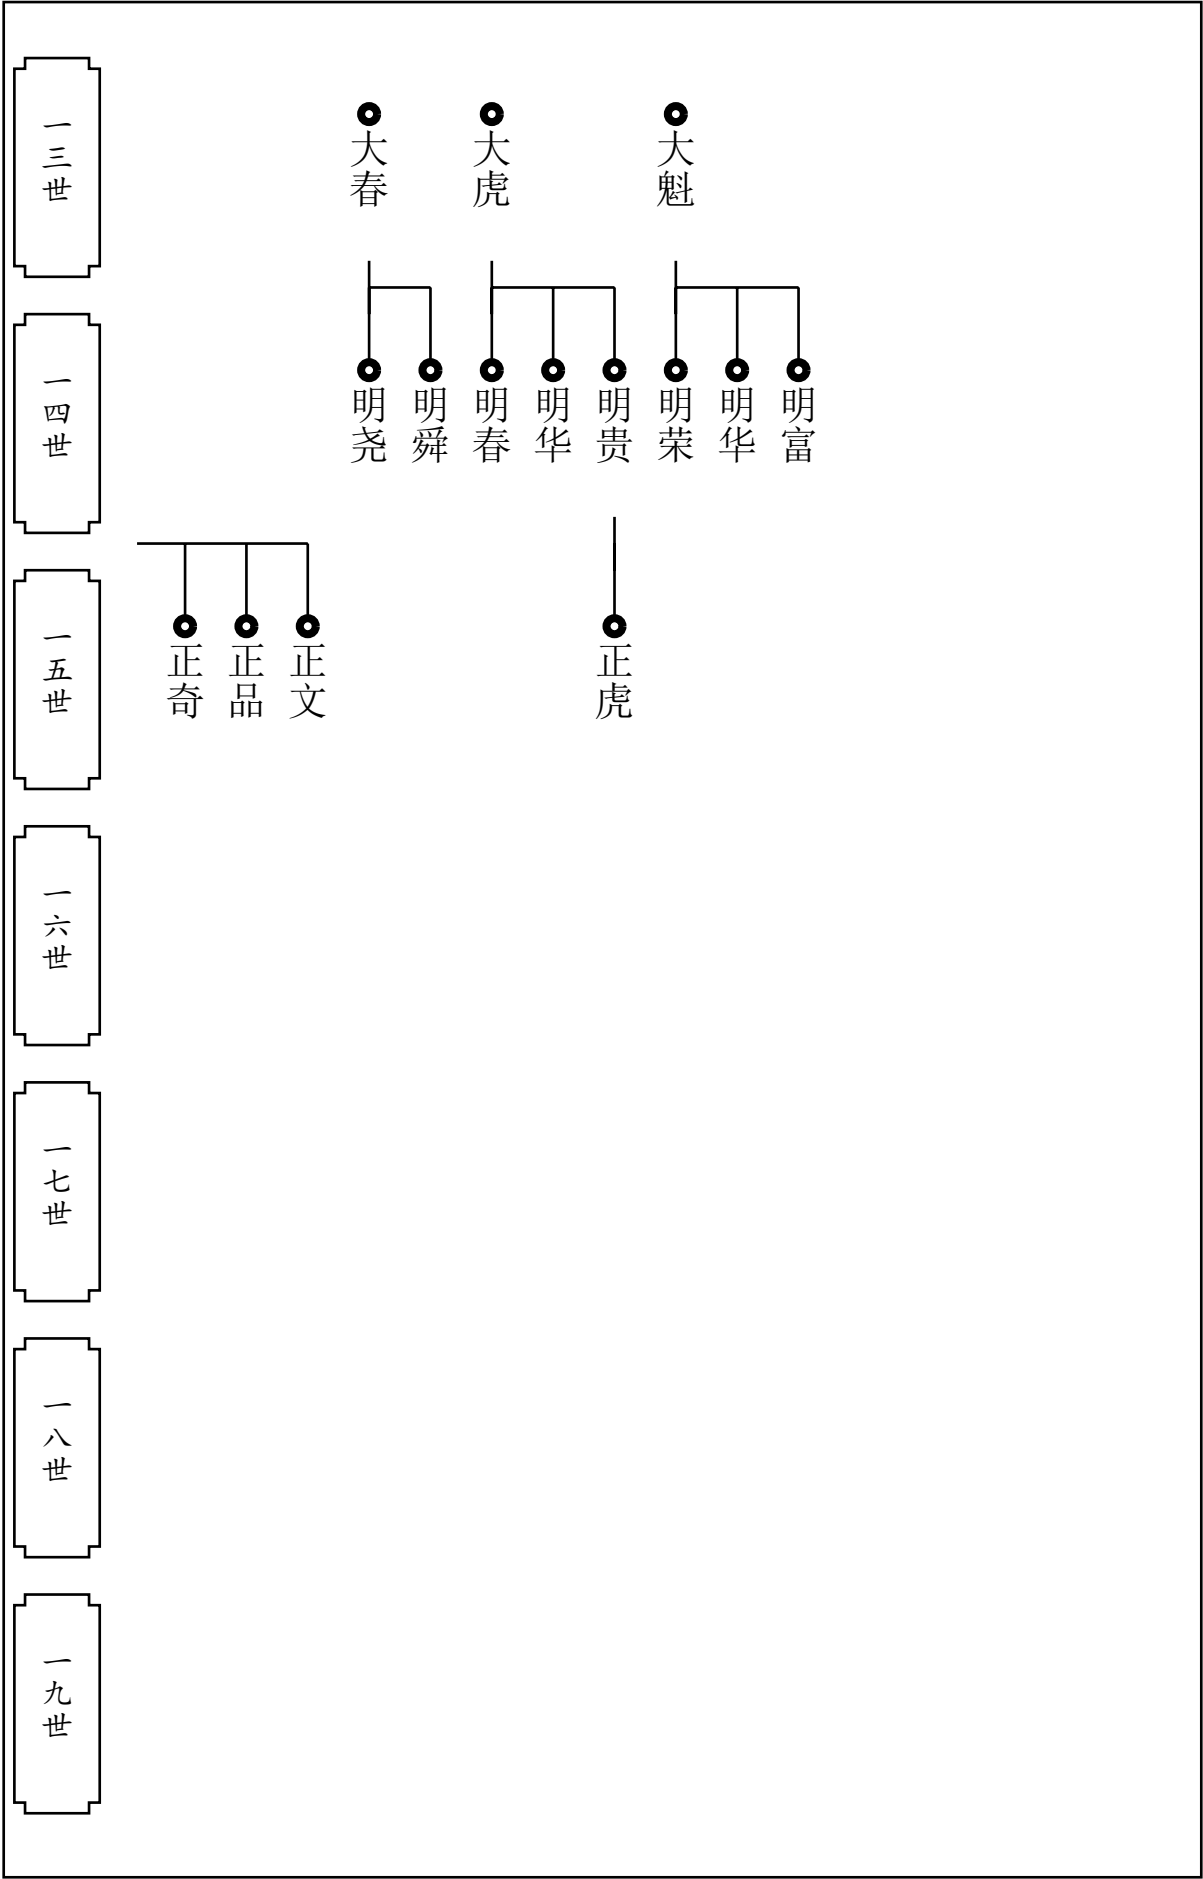 一三世
大春
大虎
大魁
一四世
明尧
明舜
明春
明华
明贵
明荣
明华
明富
一五世
正奇
正品
正文
正虎
一六世
一七世
一八世
一九世